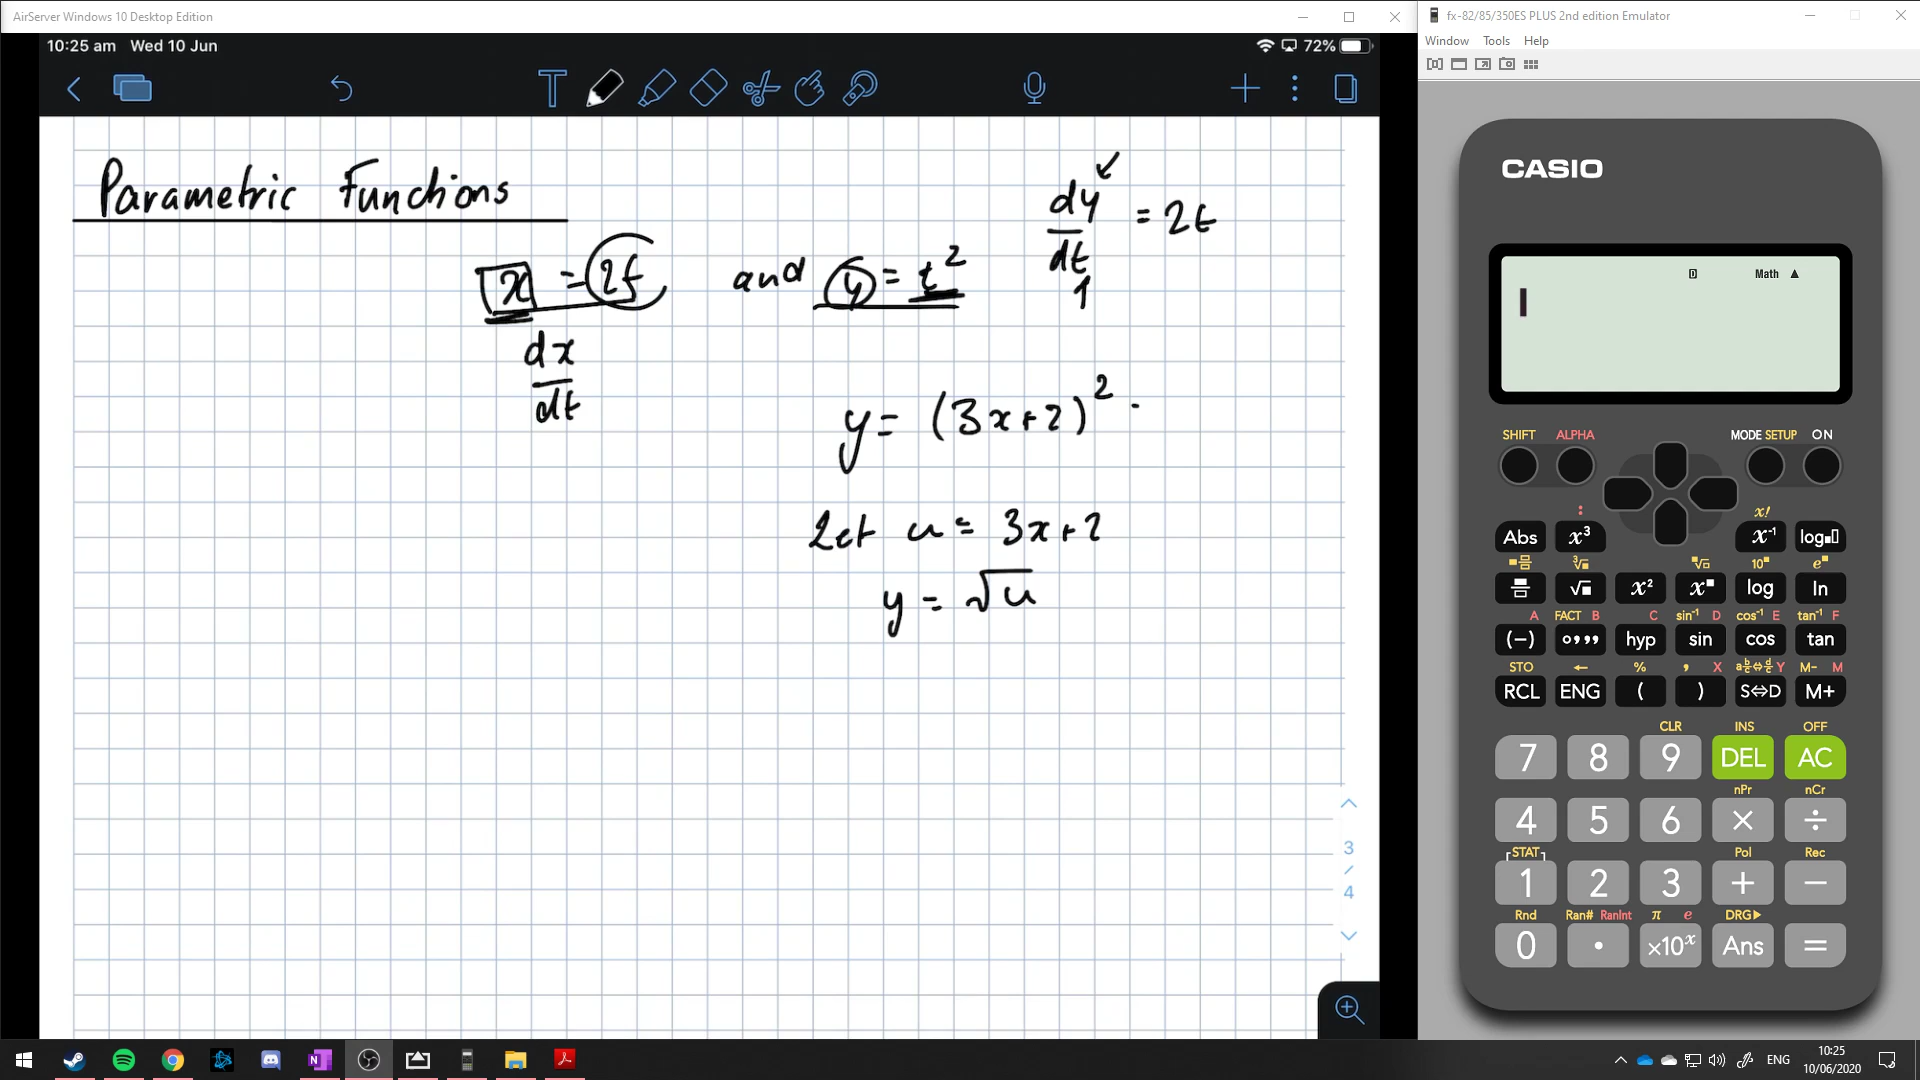 AirServer Windows 10 Desktop Edition
10:25 am Wed 10 Jun
72%
T
Parametric Functions
x = 2t and y = t²
dy/dt = 2t
dx/dt
y = (3x+2)² -
Let u = 3x+2
y = √u
3
/
4
fx-82/85/350ES PLUS 2nd edition Emulator
Window Tools Help
CASIO
D Math ▲
SHIFT ALPHA MODE SETUP ON
: x!
Abs x³ x⁻¹ log▪▯
■ ³√■ ■√▯ 10■ e■
√■ x² x■ log ln
A FACT B C sin⁻¹ D cos⁻¹ E tan⁻¹ F
(−) °,,, hyp sin cos tan
STO ← % , X a b/c⇔d/c Y M− M
RCL ENG ( ) S⇔D M+
CLR INS OFF
7 8 9 DEL AC
nPr nCr
4 5 6 × ÷
STAT Pol Rec
1 2 3 + −
Rnd Ran# RanInt π e DRG▶
0 . ×10ˣ Ans =
N
ENG
10:25
10/06/2020